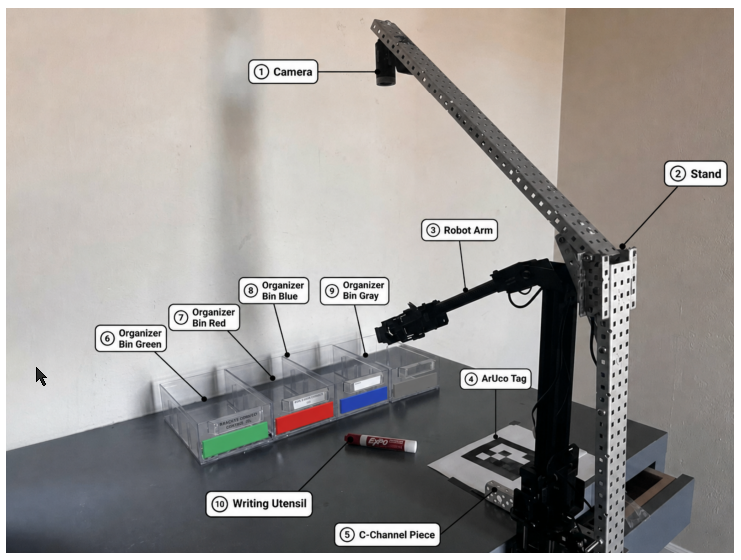 ① Camera
② Stand
③ Robot Arm
⑧ Organizer
Bin Blue
⑨ Organizer
Bin Gray
⑦ Organizer
Bin Red
⑥ Organizer
Bin Green
④ ArUco Tag
EXPO
⑩ Writing Utensil
⑤ C-Channel Piece